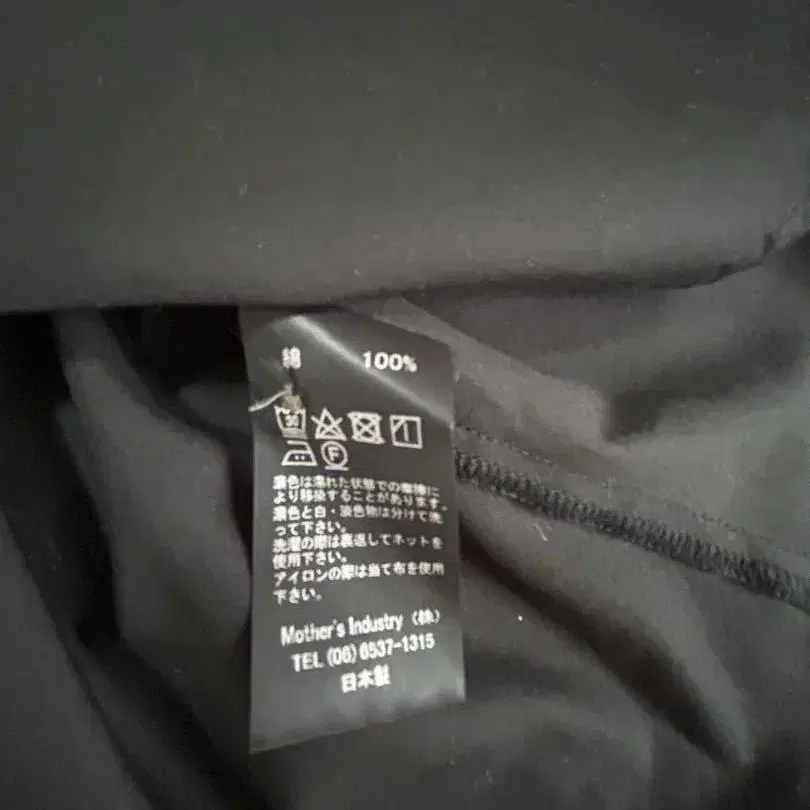 綿 100%
30
F
濃色は濡れた状態での摩擦に
より移染することがあります。
濃色と白・淡色物は分けて洗
って下さい。
洗濯の際は裏返してネットを
使用下さい。
アイロンの際は当て布を使用
下さい。
Mother's Industry (株)
TEL (06) 6537-1315
日本製